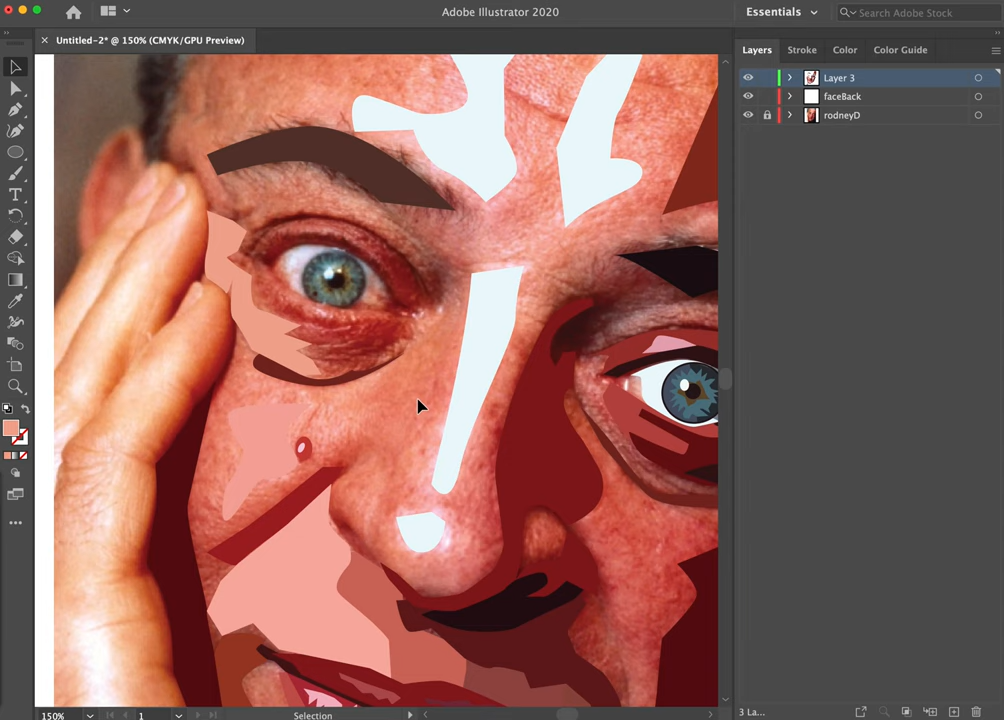 Adobe Illustrator 2020
Essentials
Search Adobe Stock
Untitled-2* @ 150% (CMYK/GPU Preview)
Layers
Stroke
Color
Color Guide
Layer 3
faceBack
rodneyD
T
150%
1
Selection
3 La...